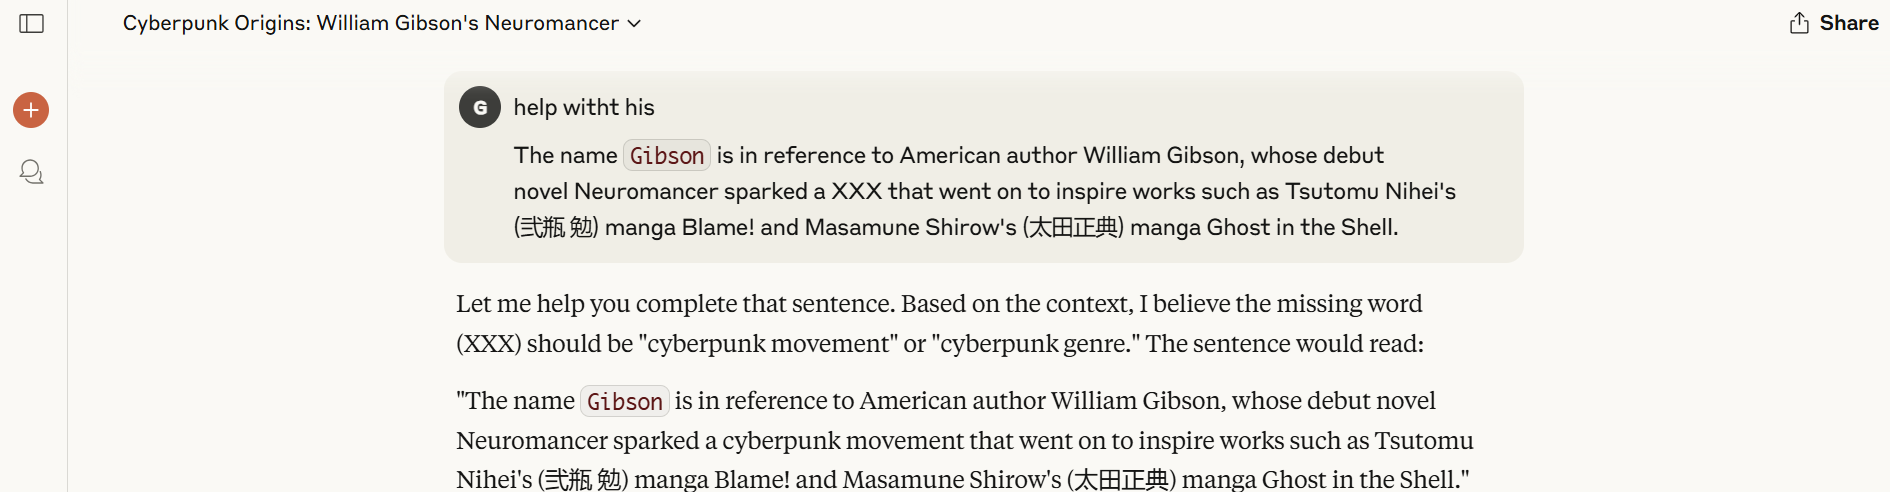 Cyberpunk Origins: William Gibson's Neuromancer
Share
G
help witht his
The name Gibson is in reference to American author William Gibson, whose debut
novel Neuromancer sparked a XXX that went on to inspire works such as Tsutomu Nihei's
(弐瓶 勉) manga Blame! and Masamune Shirow's (太田正典) manga Ghost in the Shell.
Let me help you complete that sentence. Based on the context, I believe the missing word
(XXX) should be "cyberpunk movement" or "cyberpunk genre." The sentence would read:
"The name Gibson is in reference to American author William Gibson, whose debut novel
Neuromancer sparked a cyberpunk movement that went on to inspire works such as Tsutomu
Nihei's (弐瓶 勉) manga Blame! and Masamune Shirow's (太田正典) manga Ghost in the Shell."